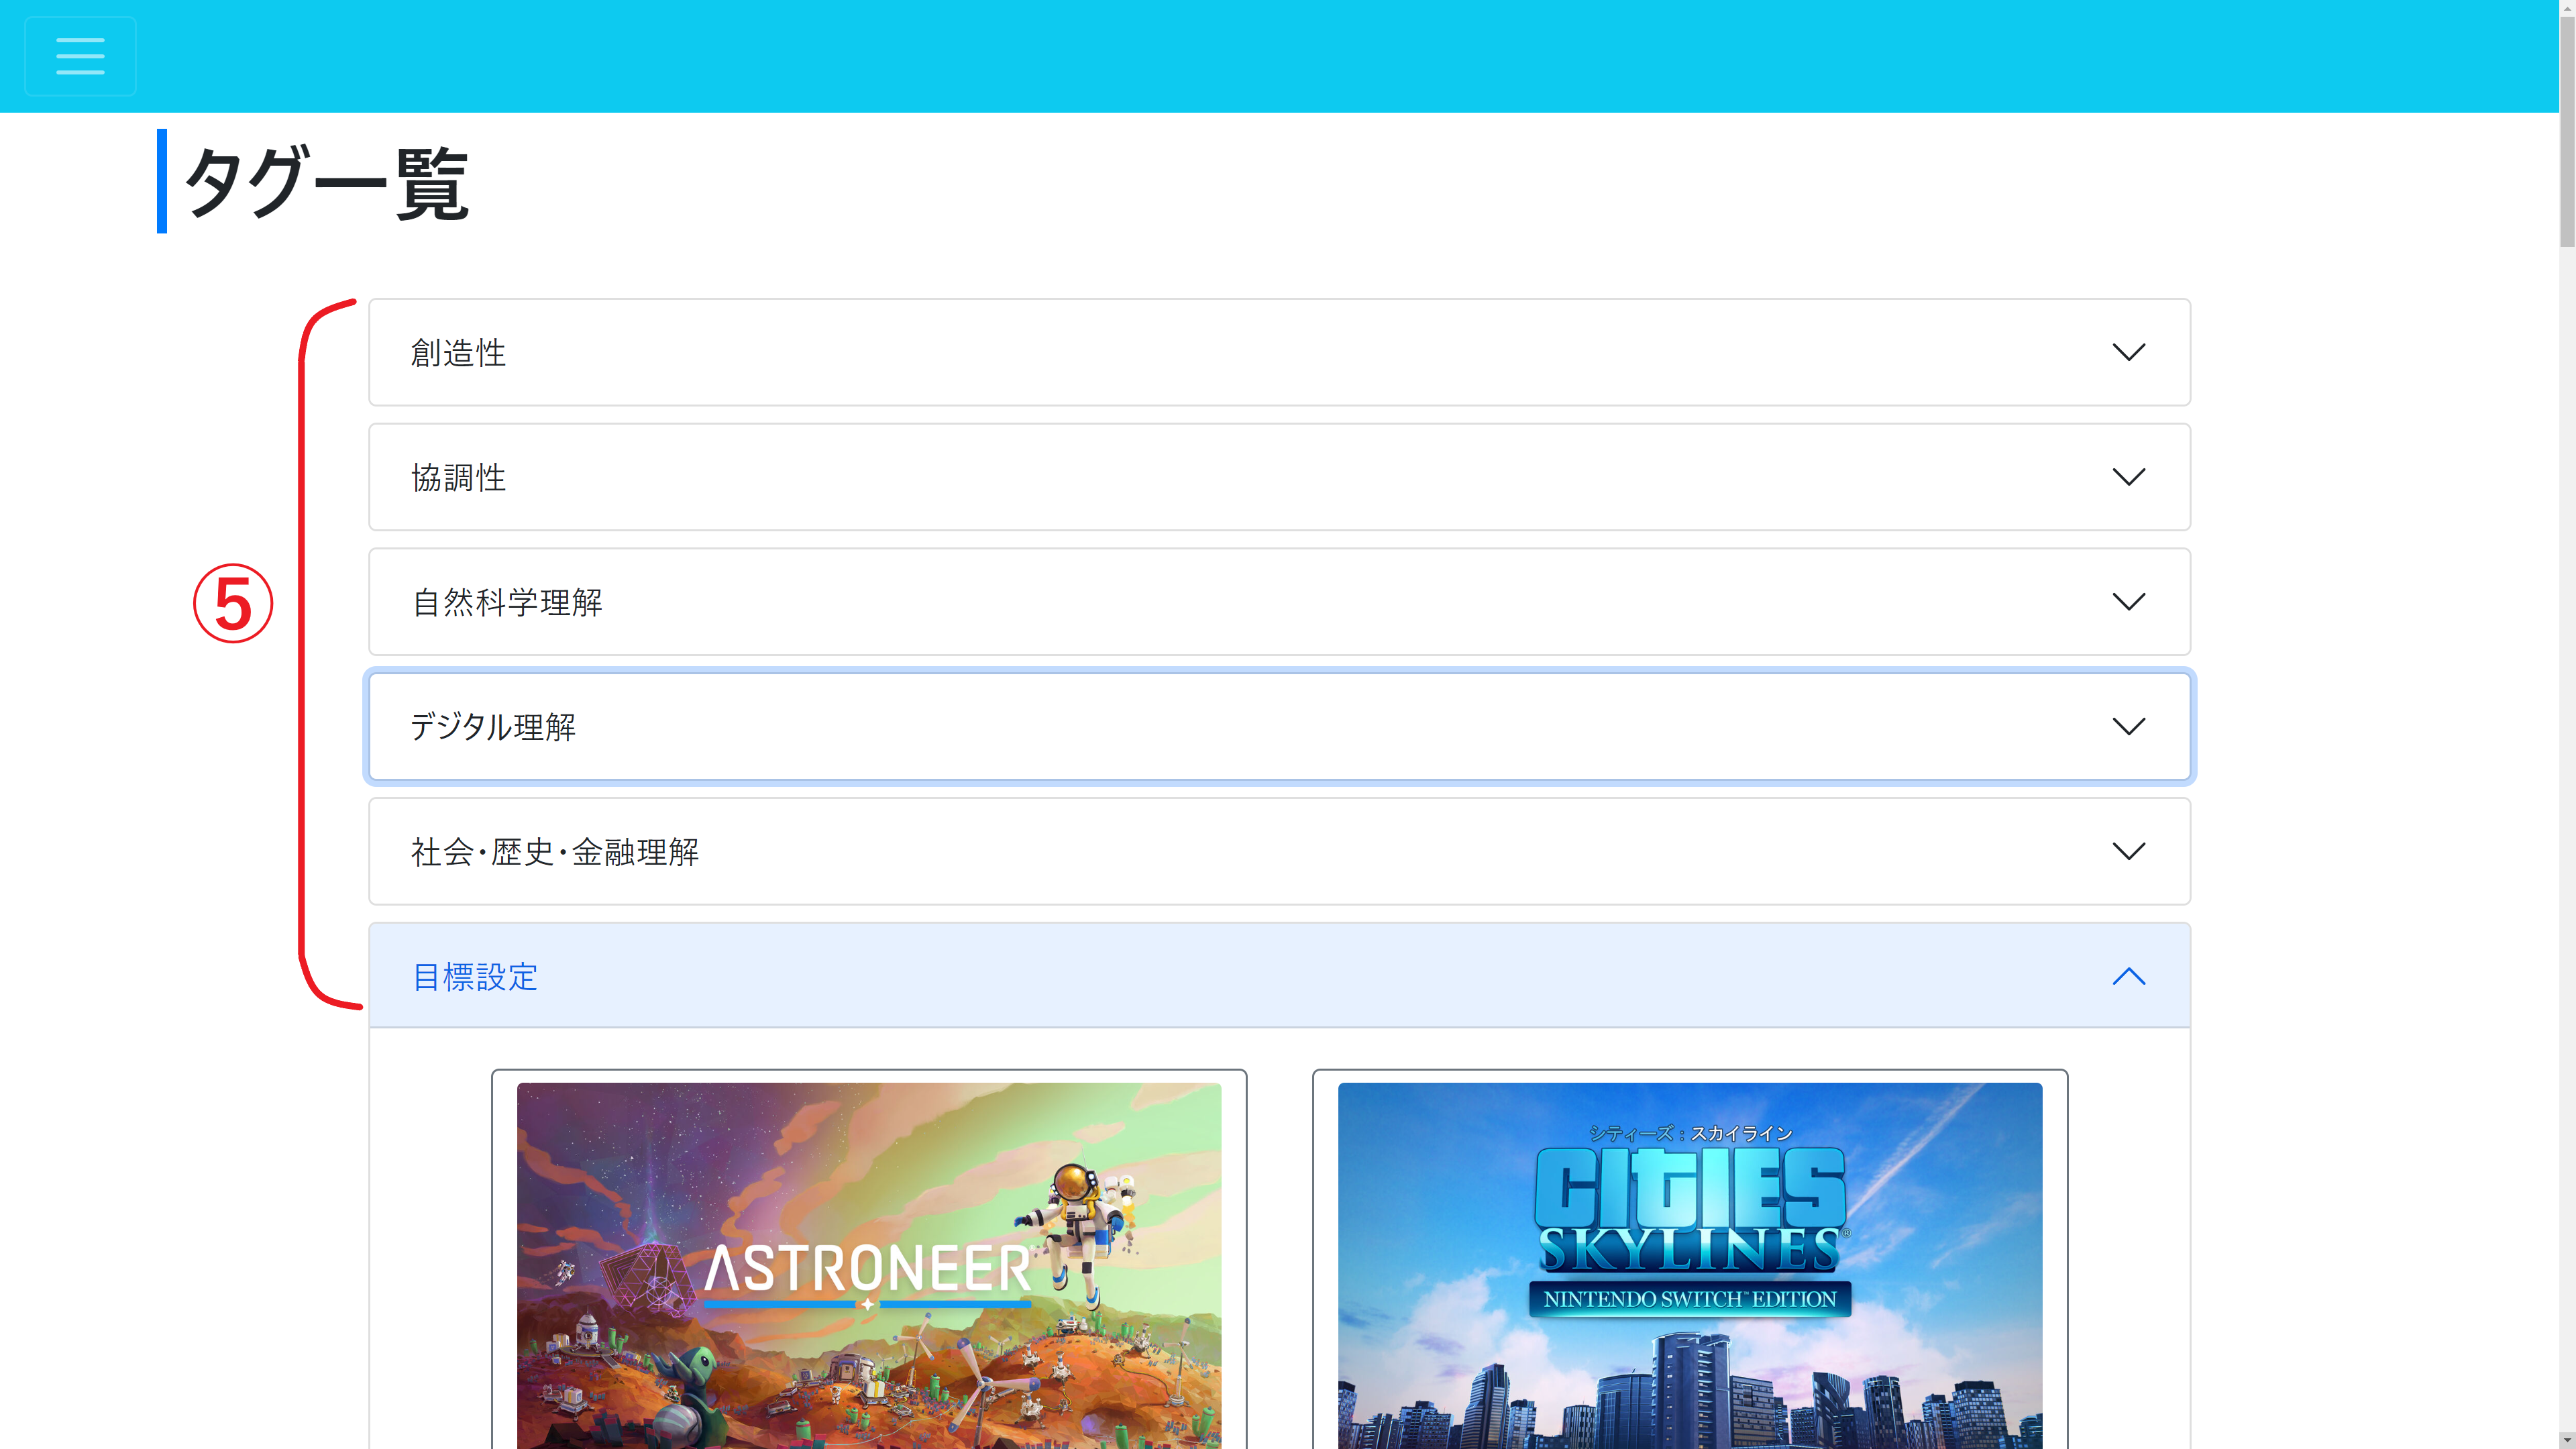 タグ一覧
創造性
協調性
自然科学理解
⑤
デジタル理解
社会・歴史・金融理解
目標設定
ASTRONEER
シティーズ：スカイライン
CITIES
SKYLINES®
NINTENDO SWITCH™ EDITION